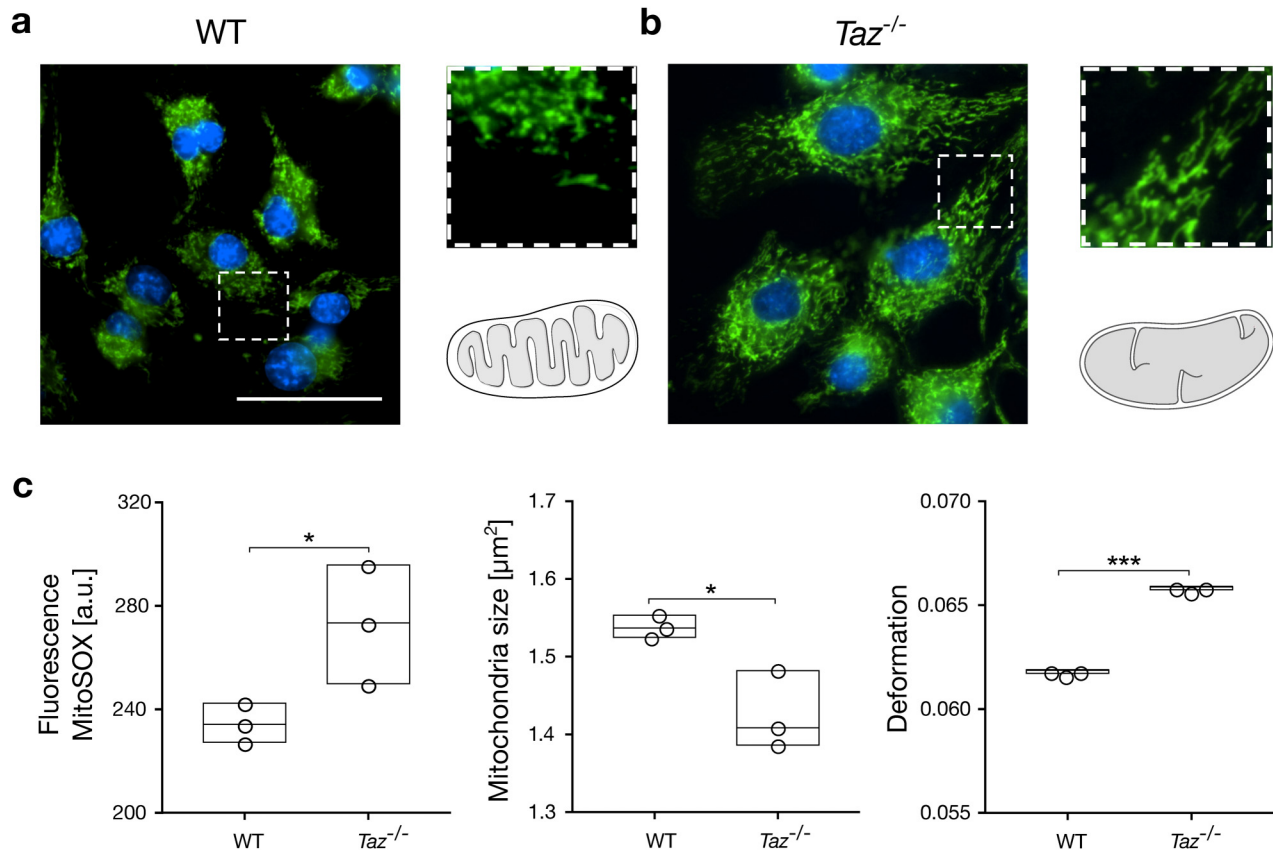 a
WT
b
Taz⁻/⁻
c
Fluorescence
MitoSOX [a.u.]
320
280
240
200
*
WT
Taz⁻/⁻
Mitochondria size [µm²]
1.7
1.6
1.5
1.4
1.3
*
WT
Taz⁻/⁻
Deformation
0.070
0.065
0.060
0.055
***
WT
Taz⁻/⁻